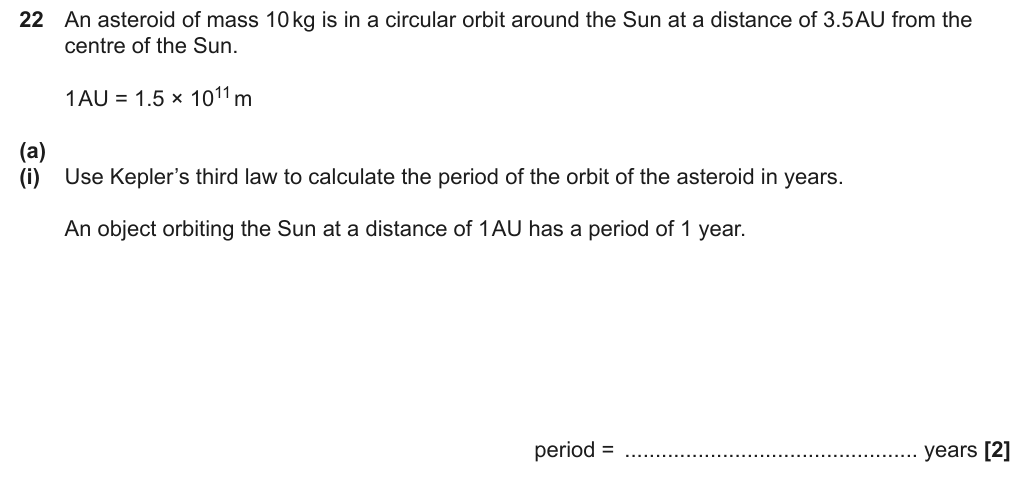 22 An asteroid of mass 10 kg is in a circular orbit around the Sun at a distance of 3.5 AU from the
centre of the Sun.
1 AU = 1.5 × 10¹¹ m
(a)
(i) Use Kepler's third law to calculate the period of the orbit of the asteroid in years.
An object orbiting the Sun at a distance of 1 AU has a period of 1 year.
period = ................................................ years [2]